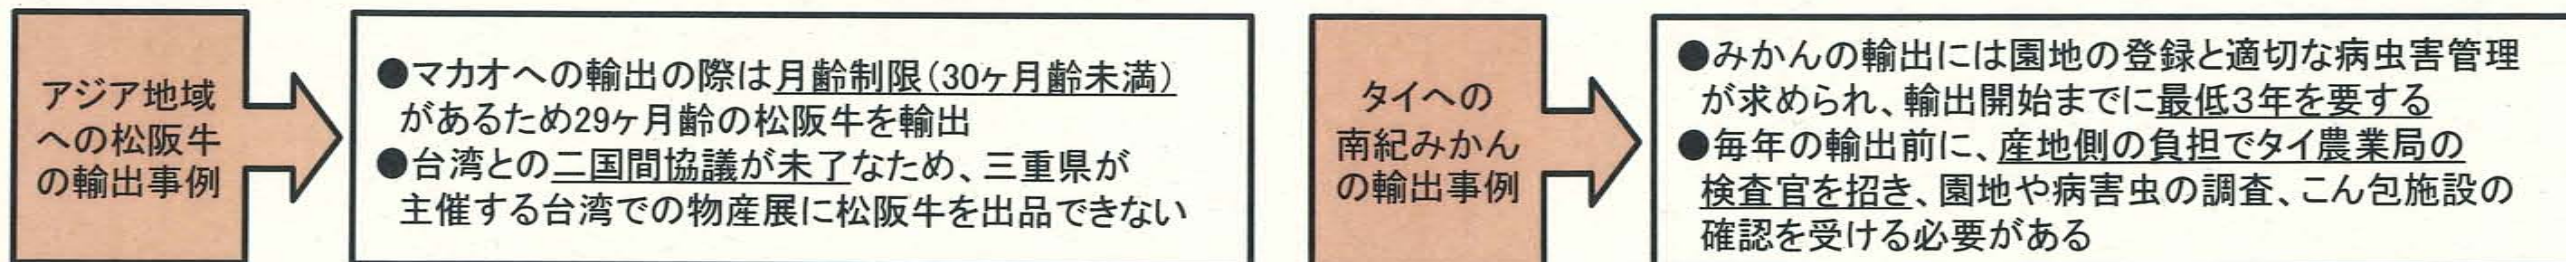 アジア地域
への松阪牛
の輸出事例
●マカオへの輸出の際は月齢制限(30ヶ月齢未満)
があるため29ヶ月齢の松阪牛を輸出
●台湾との二国間協議が未了なため、三重県が
主催する台湾での物産展に松阪牛を出品できない
タイへの
南紀みかん
の輸出事例
●みかんの輸出には園地の登録と適切な病虫害管理
が求められ、輸出開始までに最低3年を要する
●毎年の輸出前に、産地側の負担でタイ農業局の
検査官を招き、園地や病害虫の調査、こん包施設の
確認を受ける必要がある